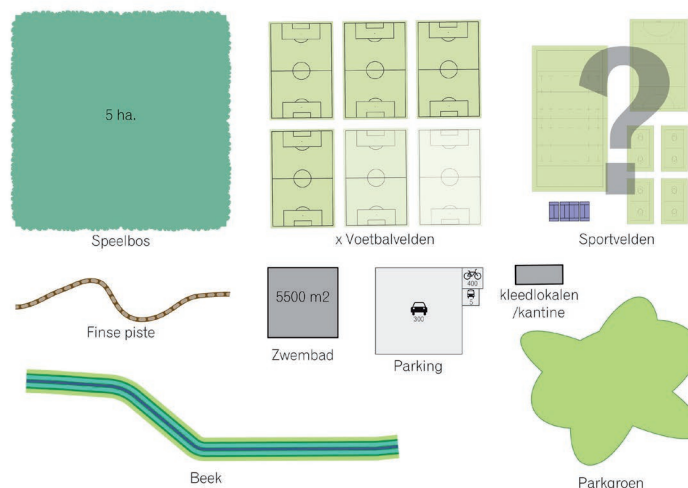 5 ha.
Speelbos
x Voetbalvelden
?
Sportvelden
Finse piste
5500 m2
Zwembad
300
400
5
Parking
kleedlokalen
/kantine
Beek
Parkgroen